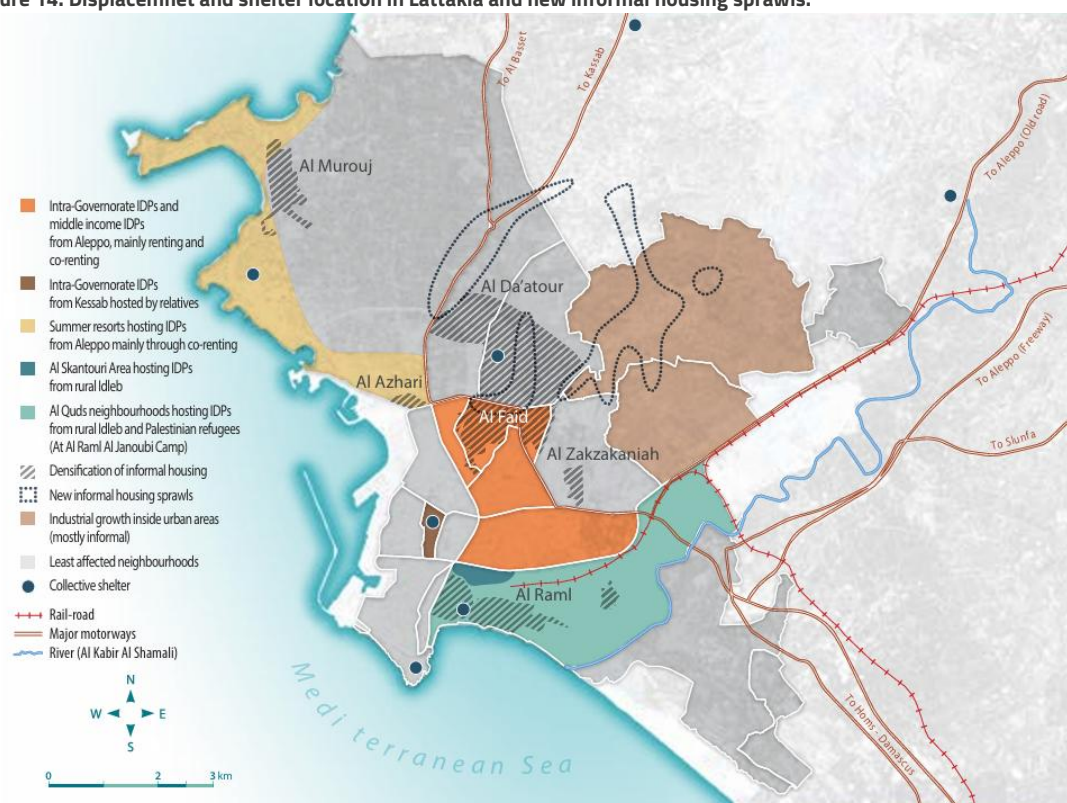 ure 14: Displacemnet and shelter location in Lattakia and new informal housing sprawls.
To Al Basset
To Kassab
To Aleppo (Old road)
Al Murouj
Intra-Governorate IDPs and
middle income IDPs
from Aleppo, mainly renting and
co-renting
Intra-Governorate IDPs
from Kessab hosted by relatives
Summer resorts hosting IDPs
from Aleppo mainly through co-renting
Al Skantouri Area hosting IDPs
from rural Idleb
Al Quds neighbourhoods hosting IDPs
from rural Idleb and Palestinian refugees
(At Al Raml Al Janoubi Camp)
Densification of informal housing
New informal housing sprawls
Industrial growth inside urban areas
(mostly informal)
Least affected neighbourhoods
Collective shelter
Rail-road
Major motorways
River (Al Kabir Al Shamali)
Al Da'atour
To Aleppo (Freeway)
Al Azhari
Al Faid
Al Zakzakaniah
To Slunfa
Al Raml
To Homs - Damascus
Mediterranean Sea
N
W
E
S
0
2
3 km